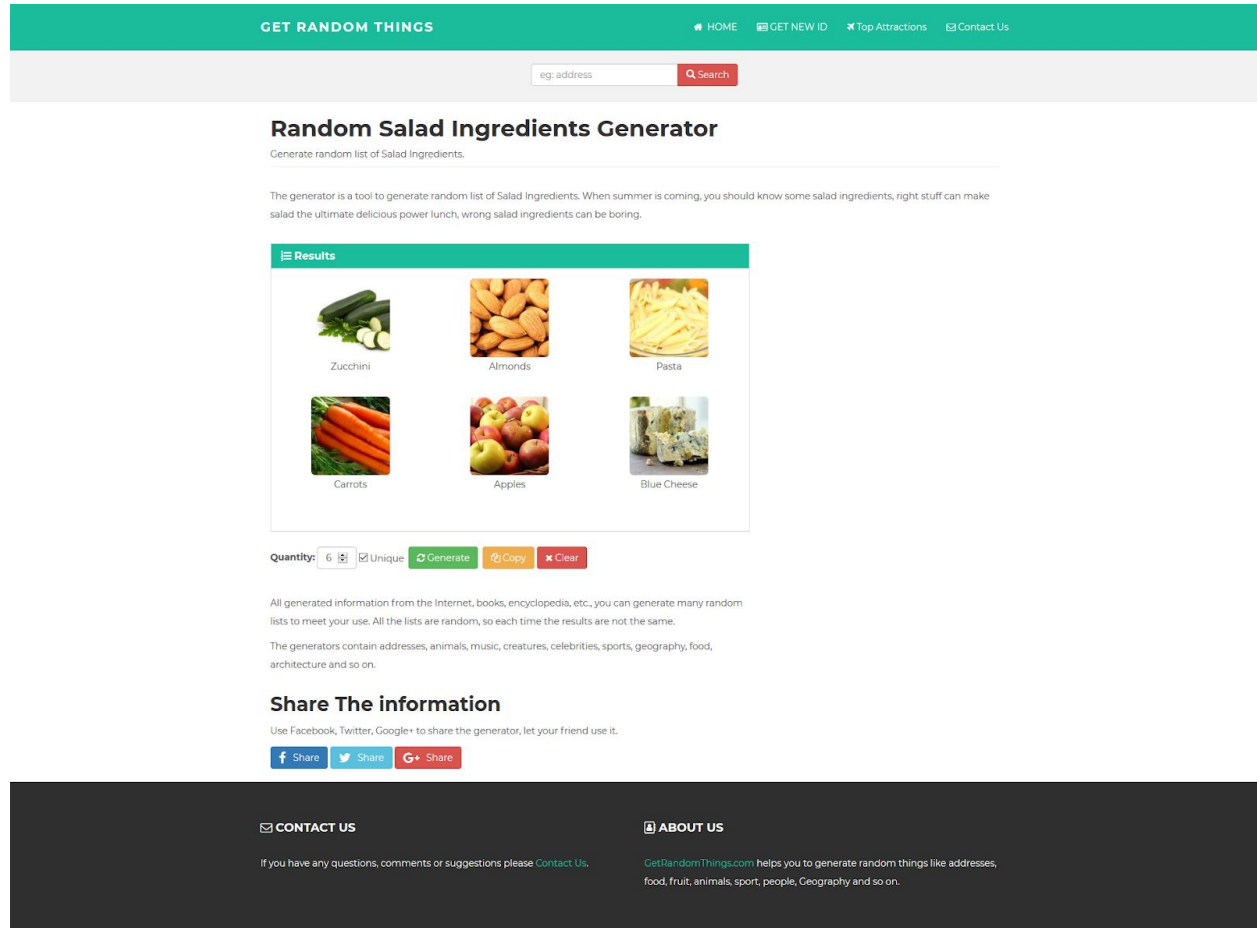 GET RANDOM THINGS
HOME
GET NEW ID
Top Attractions
Contact Us
eg: address
Search
Random Salad Ingredients Generator
Generate random list of Salad Ingredients.
The generator is a tool to generate random list of Salad Ingredients. When summer is coming, you should know some salad ingredients, right stuff can make
salad the ultimate delicious power lunch, wrong salad ingredients can be boring.
Results
Zucchini
Almonds
Pasta
Carrots
Apples
Blue Cheese
Quantity: 6 Unique Generate Copy Clear
All generated information from the Internet, books, encyclopedia, etc., you can generate many random
lists to meet your use. All the lists are random, so each time the results are not the same.
The generators contain addresses, animals, music, creatures, celebrities, sports, geography, food,
architecture and so on.
Share The information
Use Facebook, Twitter, Google+ to share the generator, let your friend use it.
f Share
Share
G+ Share
CONTACT US
If you have any questions, comments or suggestions please Contact Us.
ABOUT US
GetRandomThings.com helps you to generate random things like addresses,
food, fruit, animals, sport, people, Geography and so on.